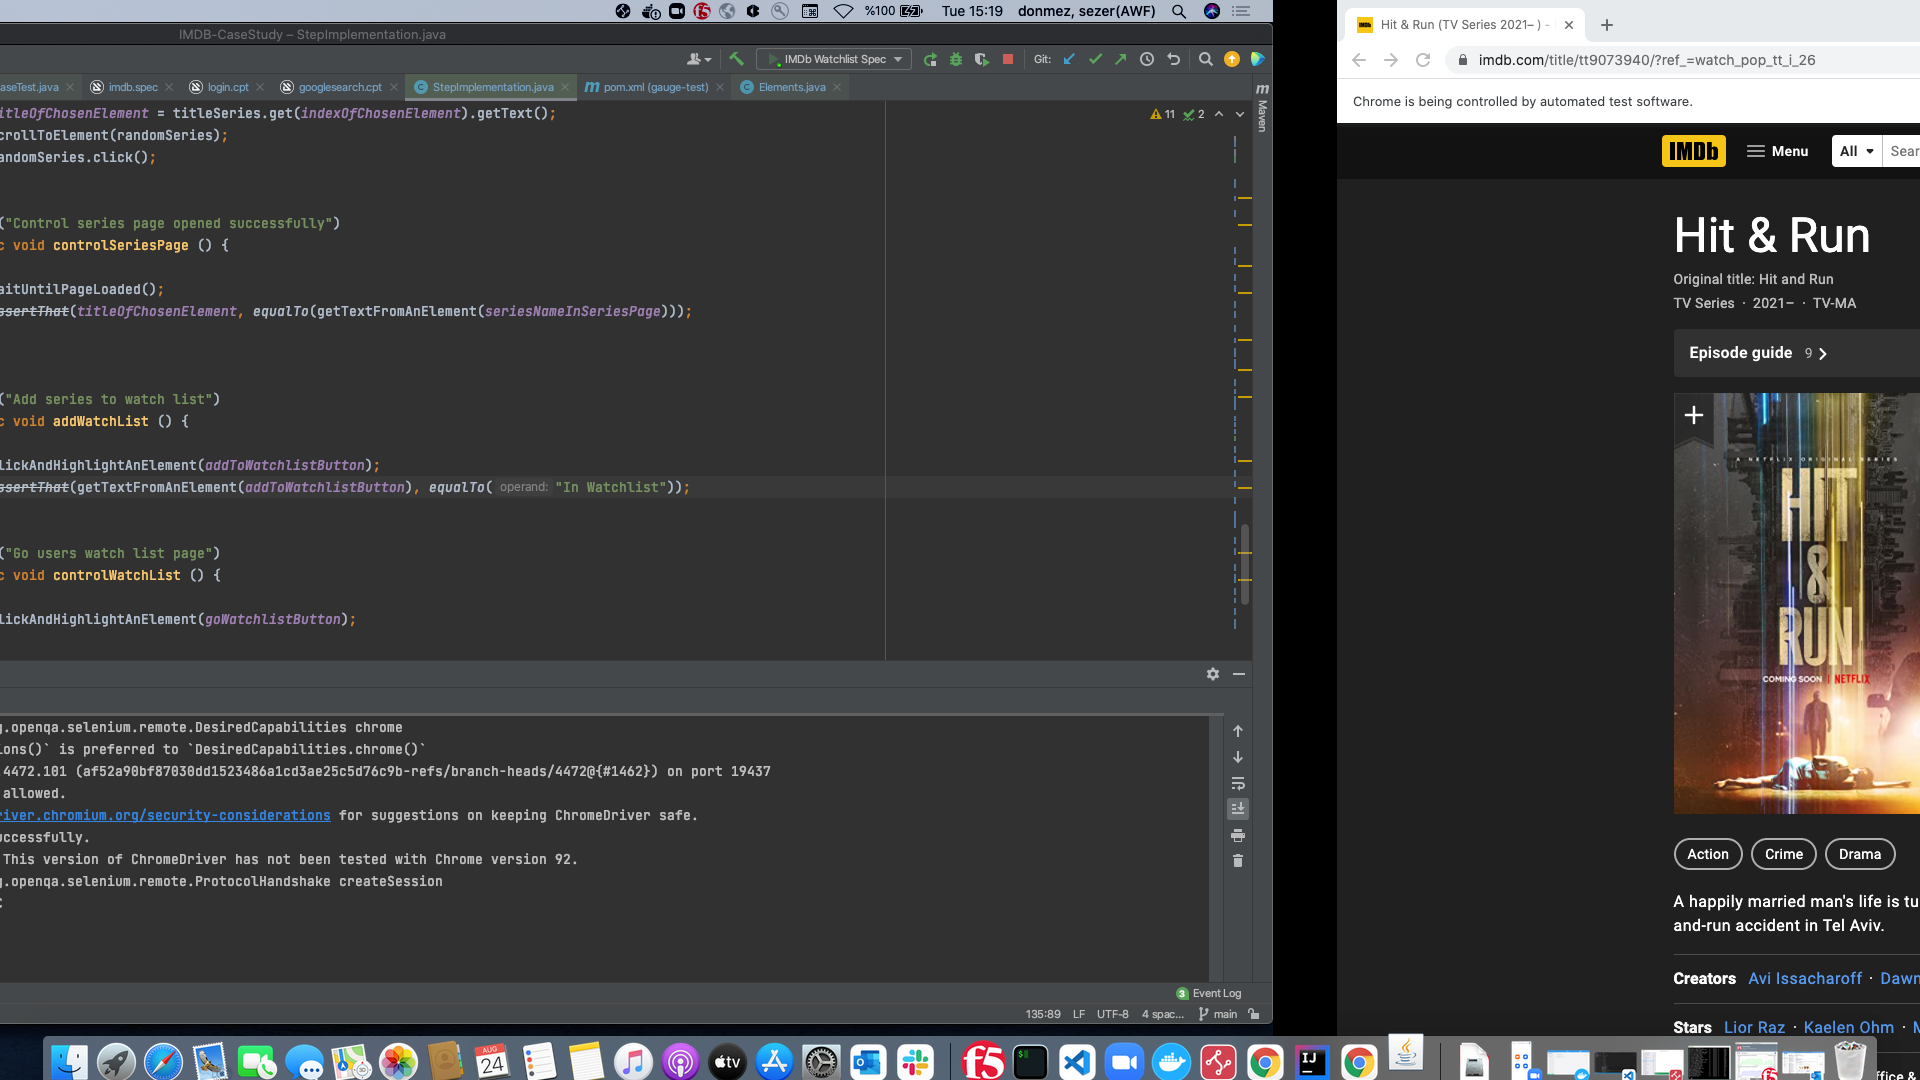 %100
Tue 15:19
donmez, sezer(AWF)
IMDB-CaseStudy – StepImplementation.java
IMDb Watchlist Spec
Git:
aseTest.java
imdb.spec
login.cpt
googlesearch.cpt
StepImplementation.java
pom.xml (gauge-test)
Elements.java
Maven
11
2
itleOfChosenElement = titleSeries.get(indexOfChosenElement).getText();
crollToElement(randomSeries);
andomSeries.click();
("Control series page opened successfully")
c void controlSeriesPage () {
aitUntilPageLoaded();
ssertThat(titleOfChosenElement, equalTo(getTextFromAnElement(seriesNameInSeriesPage)));
("Add series to watch list")
c void addWatchList () {
lickAndHighlightAnElement(addToWatchlistButton);
ssertThat(getTextFromAnElement(addToWatchlistButton), equalTo( operand: "In Watchlist"));
("Go users watch list page")
c void controlWatchList () {
lickAndHighlightAnElement(goWatchlistButton);
g.openqa.selenium.remote.DesiredCapabilities chrome
ions()` is preferred to `DesiredCapabilities.chrome()`
.4472.101 (af52a90bf87030dd1523486a1cd3ae25c5d76c9b-refs/branch-heads/4472@{#1462}) on port 19437
allowed.
river.chromium.org/security-considerations for suggestions on keeping ChromeDriver safe.
uccessfully.
This version of ChromeDriver has not been tested with Chrome version 92.
g.openqa.selenium.remote.ProtocolHandshake createSession
3 Event Log
135:89 LF UTF-8 4 spac... main
Hit & Run (TV Series 2021– ) -
imdb.com/title/tt9073940/?ref_=watch_pop_tt_i_26
Chrome is being controlled by automated test software.
IMDb
Menu
All
Sear
Hit & Run
Original title: Hit and Run
TV Series · 2021– · TV-MA
Episode guide 9
A NETFLIX ORIGINAL SERIES
HIT
&
RUN
COMING SOON | NETFLIX
Action
Crime
Drama
A happily married man's life is tu
and-run accident in Tel Aviv.
Creators Avi Issacharoff · Dawn
Stars Lior Raz · Kaelen Ohm · M
ffice &
AUG
24
tv
f5
IJ